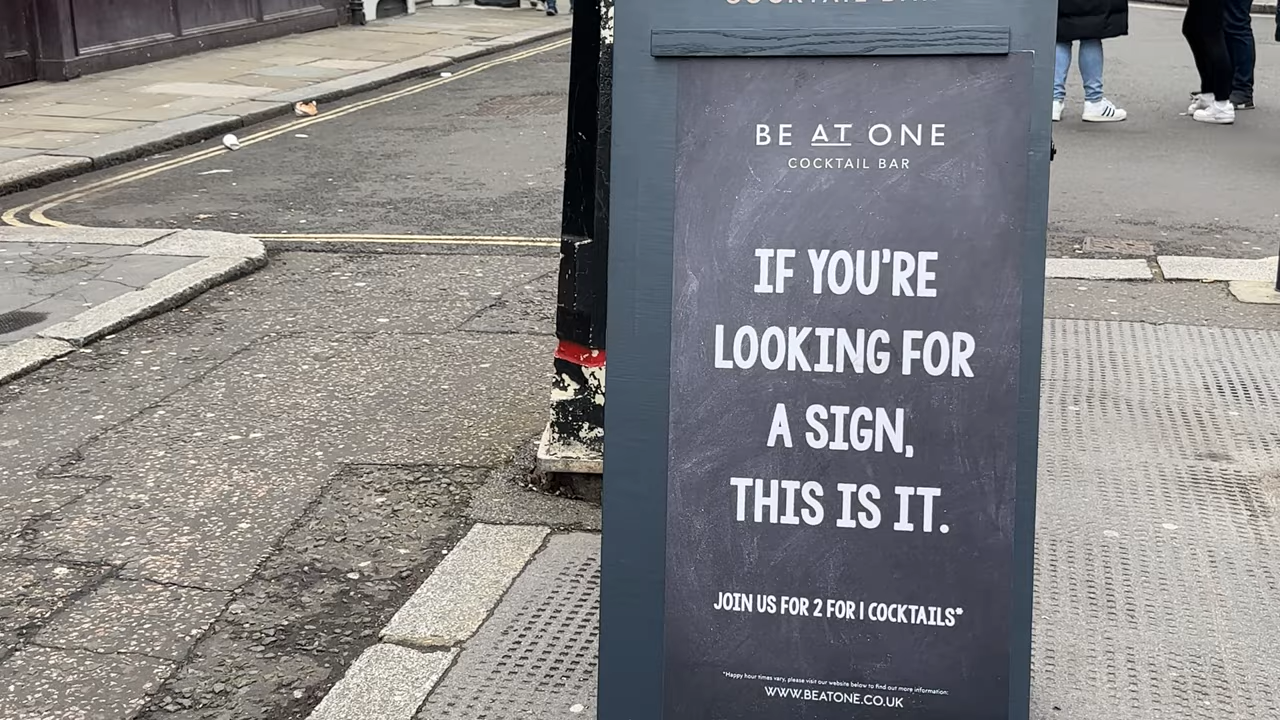 COCKTAIL BAR
BE AT ONE
COCKTAIL BAR
IF YOU'RE
LOOKING FOR
A SIGN,
THIS IS IT.
JOIN US FOR 2 FOR 1 COCKTAILS*
*Happy hour times vary, please visit our website below to find out more information:
WWW.BEATONE.CO.UK